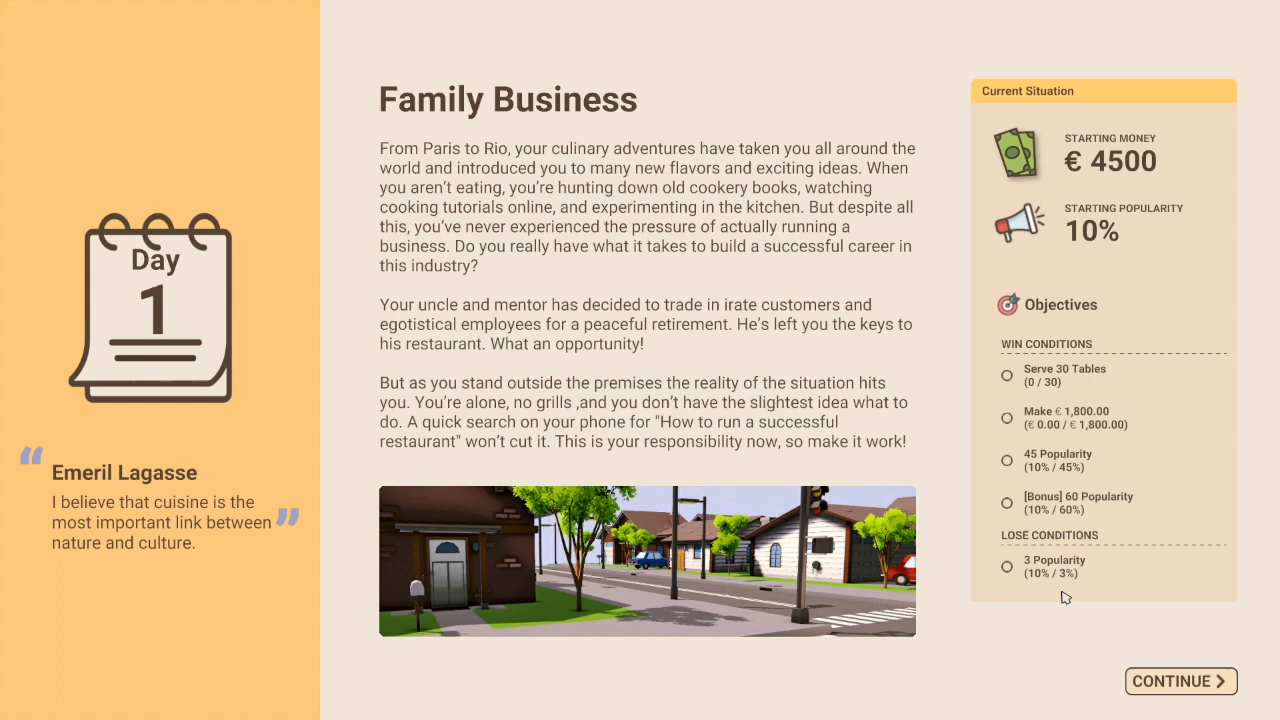 Day
1
Emeril Lagasse
I believe that cuisine is the
most important link between
nature and culture.
Family Business
From Paris to Rio, your culinary adventures have taken you all around the
world and introduced you to many new flavors and exciting ideas. When
you aren't eating, you're hunting down old cookery books, watching
cooking tutorials online, and experimenting in the kitchen. But despite all
this, you've never experienced the pressure of actually running a
business. Do you really have what it takes to build a successful career in
this industry?
Your uncle and mentor has decided to trade in irate customers and
egotistical employees for a peaceful retirement. He's left you the keys to
his restaurant. What an opportunity!
But as you stand outside the premises the reality of the situation hits
you. You're alone, no grills ,and you don't have the slightest idea what to
do. A quick search on your phone for "How to run a successful
restaurant" won't cut it. This is your responsibility now, so make it work!
Current Situation
STARTING MONEY
€ 4500
STARTING POPULARITY
10%
Objectives
WIN CONDITIONS
Serve 30 Tables
(0 / 30)
Make € 1,800.00
(€ 0.00 / € 1,800.00)
45 Popularity
(10% / 45%)
[Bonus] 60 Popularity
(10% / 60%)
LOSE CONDITIONS
3 Popularity
(10% / 3%)
CONTINUE